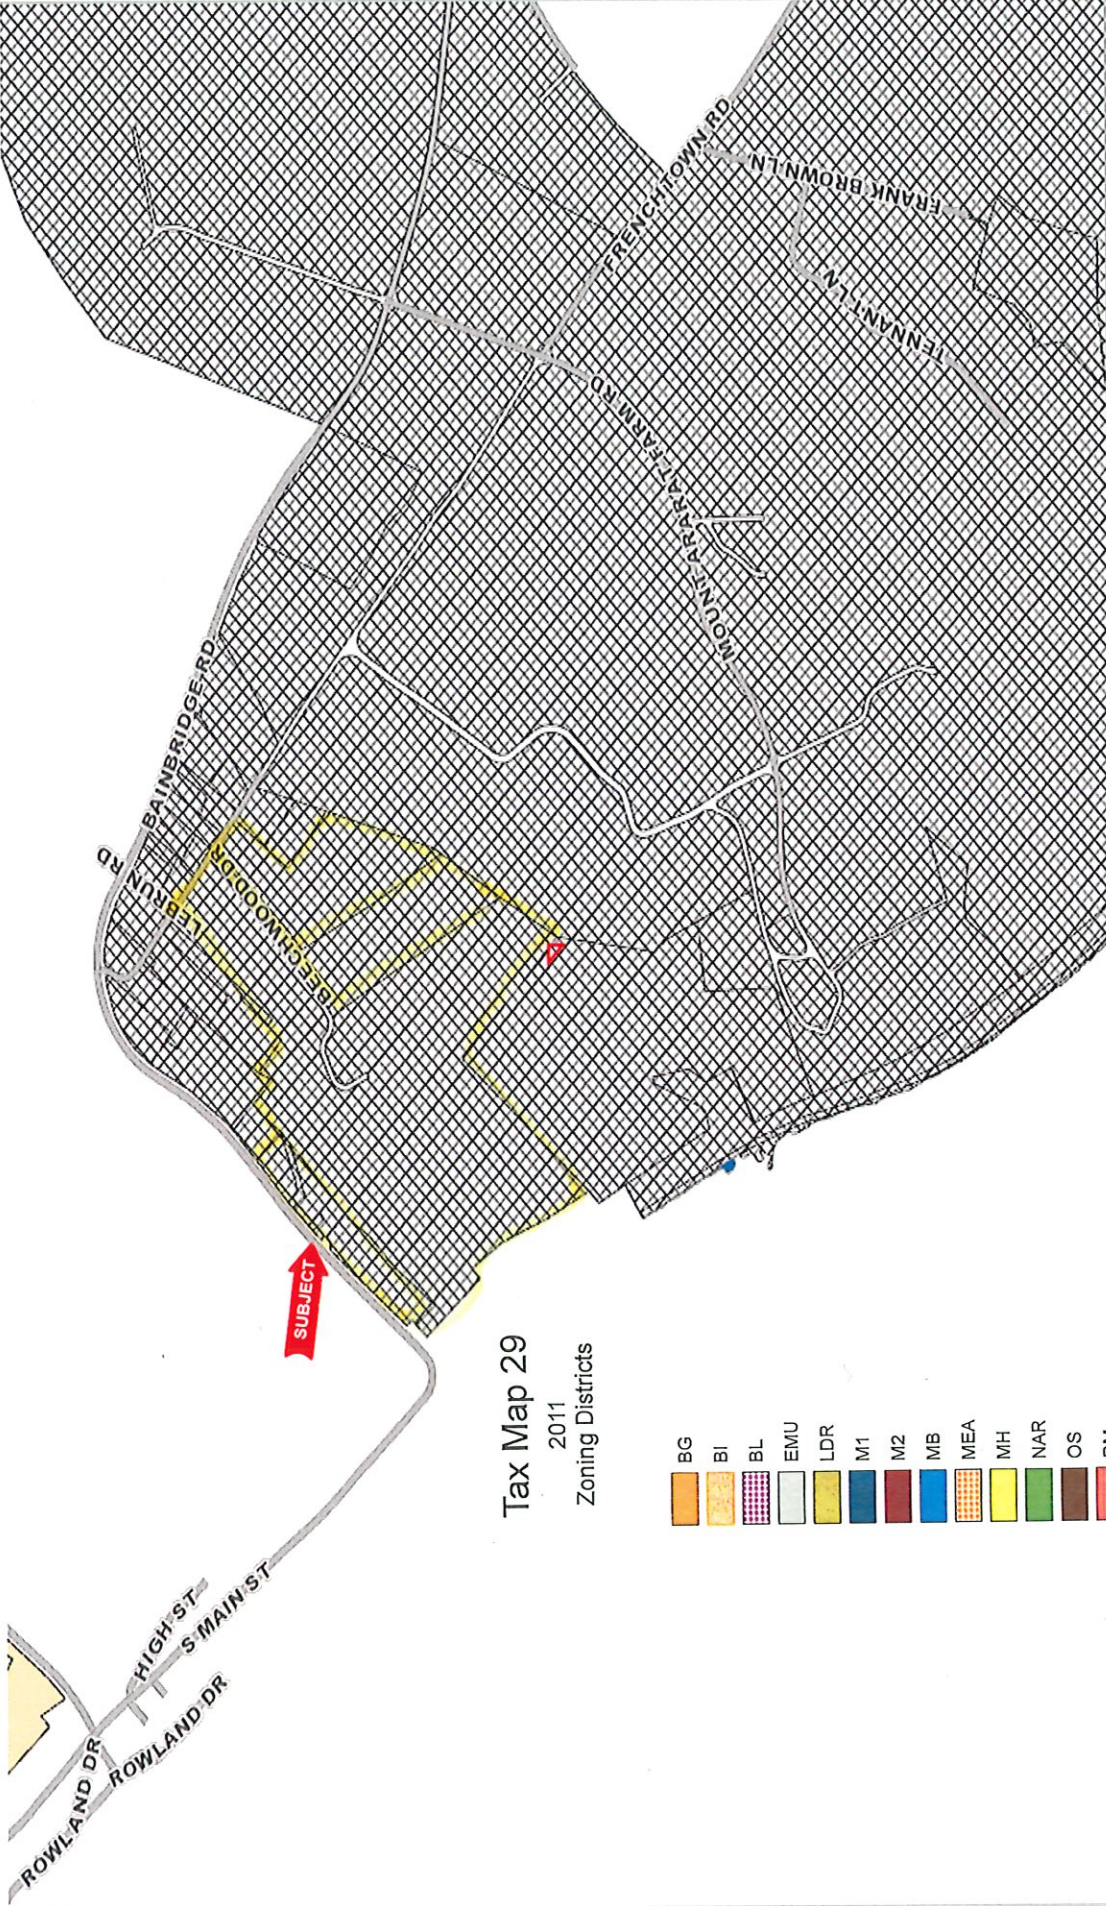 BAINBRIDGE RD
LEBRUN RD
BEECHWOOD DR
FRENCHTOWN RD
FRANK BROWN LN
TENNANT LN
MOUNT ARARAT FARM RD
SUBJECT
HIGH ST
S MAIN ST
ROWLAND DR
ROWLAND DR
Tax Map 29
2011
Zoning Districts
BG
BI
BL
EMU
LDR
M1
M2
MB
MEA
MH
NAR
OS